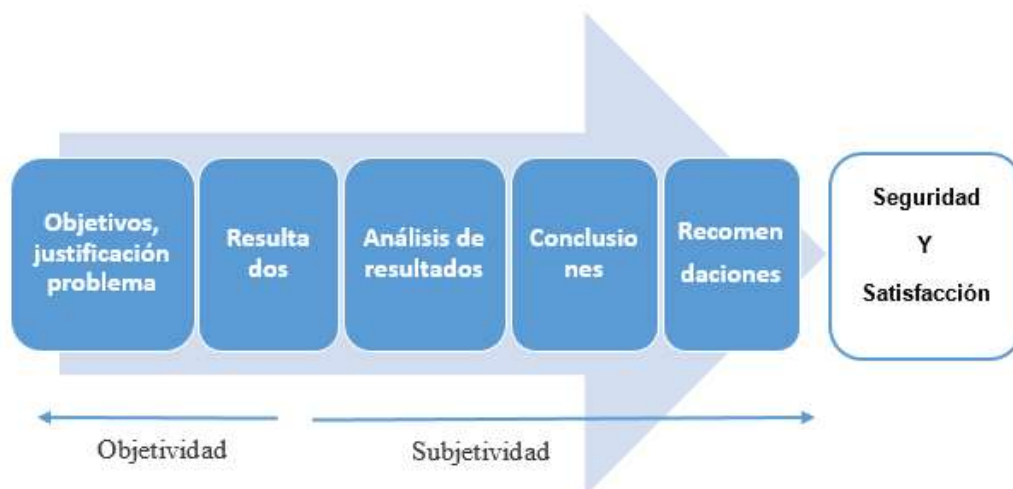 Objetivos,
justificación
problema
Resulta
dos
Análisis de
resultados
Conclusio
nes
Recomen
daciones
Seguridad
Y
Satisfacción
Objetividad
Subjetividad